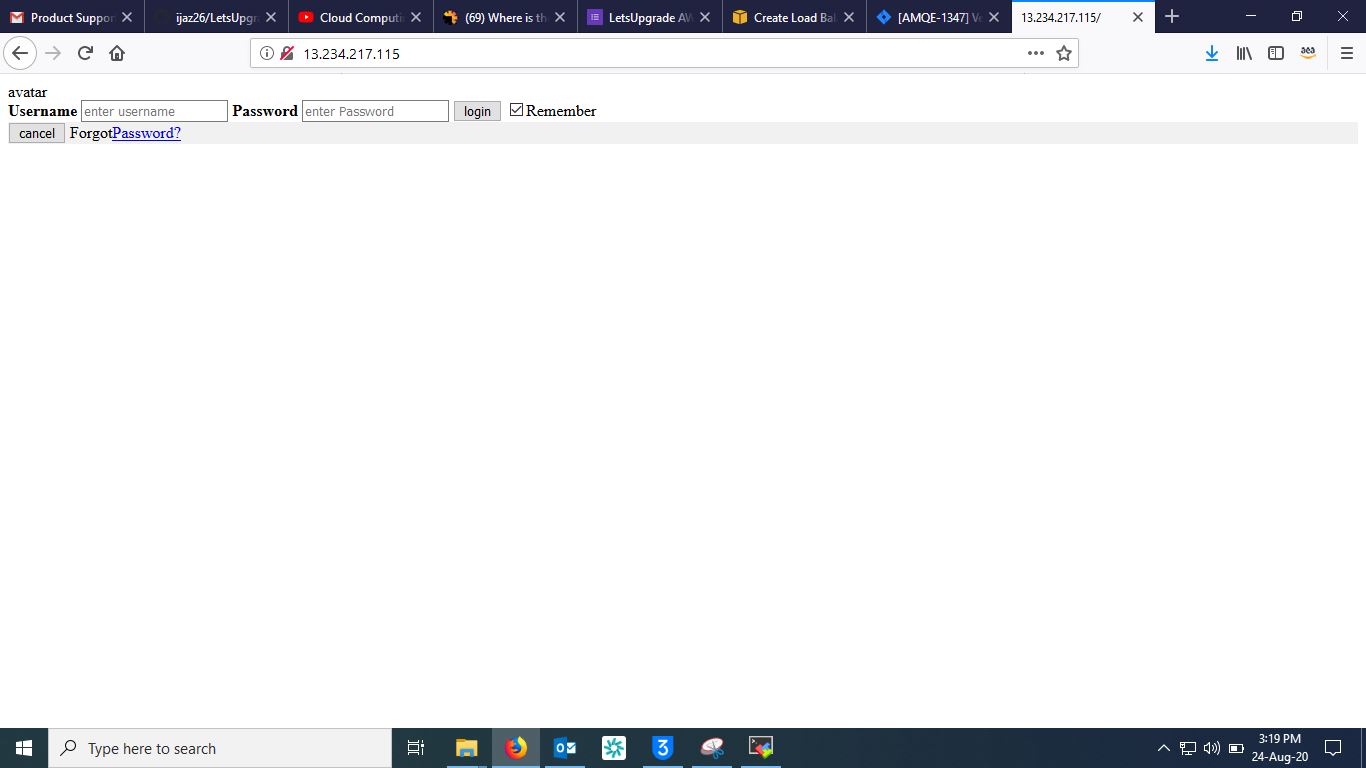 Product Suppor
ijaz26/LetsUpgr
Cloud Computi
(69) Where is th
LetsUpgrade AW
Create Load Bal
[AMQE-1347] Ve
13.234.217.115/
13.234.217.115
avatar
Username enter username Password enter Password login Remember
cancel ForgotPassword?
Type here to search
3:19 PM
24-Aug-20